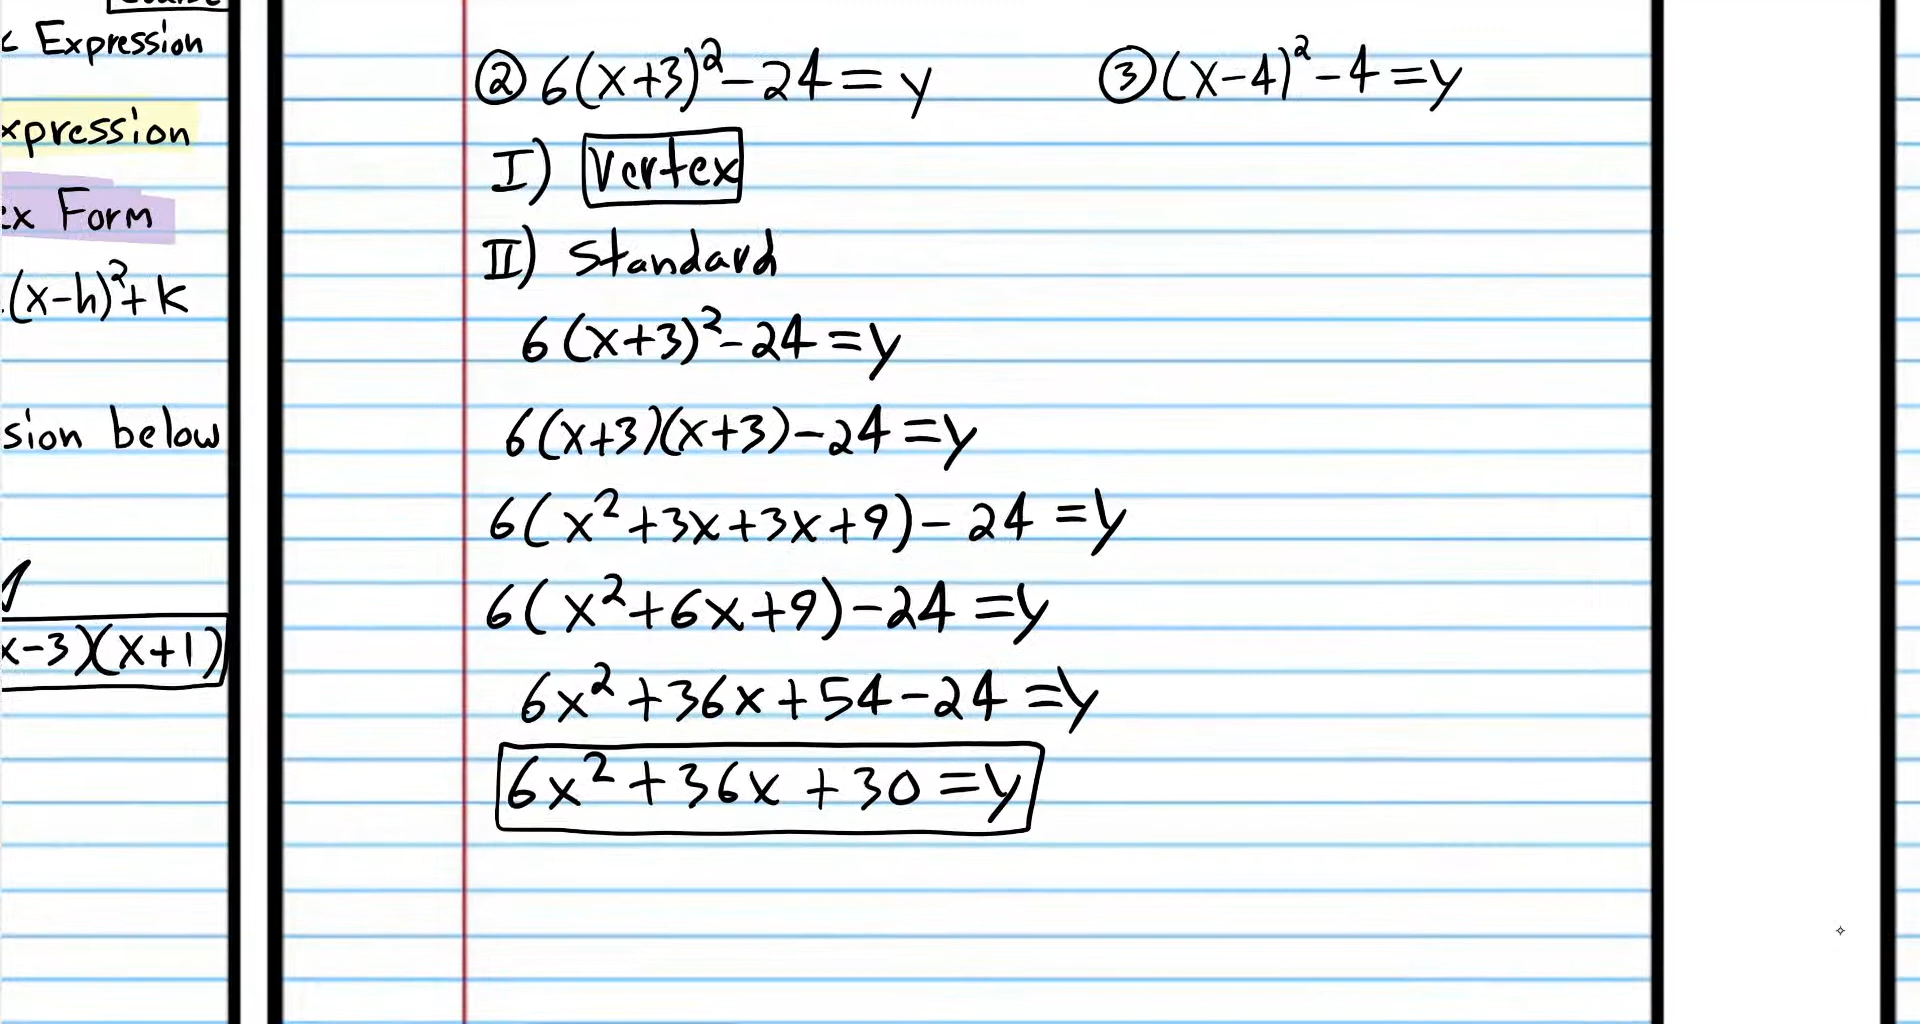 Expression
xpression
ex Form
(x-h)²+k
sion below
x-3)(x+1)
② 6(x+3)²-24=y
I) Vertex
II) Standard
6(x+3)²-24=y
6(x+3)(x+3)-24=y
6(x²+3x+3x+9)-24=y
6(x²+6x+9)-24=y
6x²+36x+54-24=y
6x²+36x+30=y
③ (x-4)²-4=y